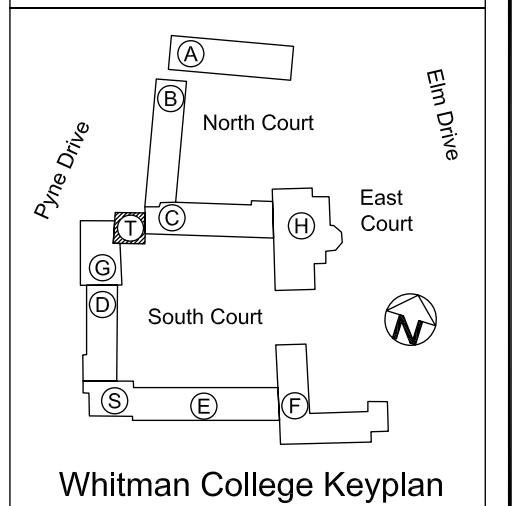 A
B
North Court
Elm Drive
Pyne Drive
C
T
H
East
Court
G
D
South Court
N
S
E
F
Whitman College Keyplan